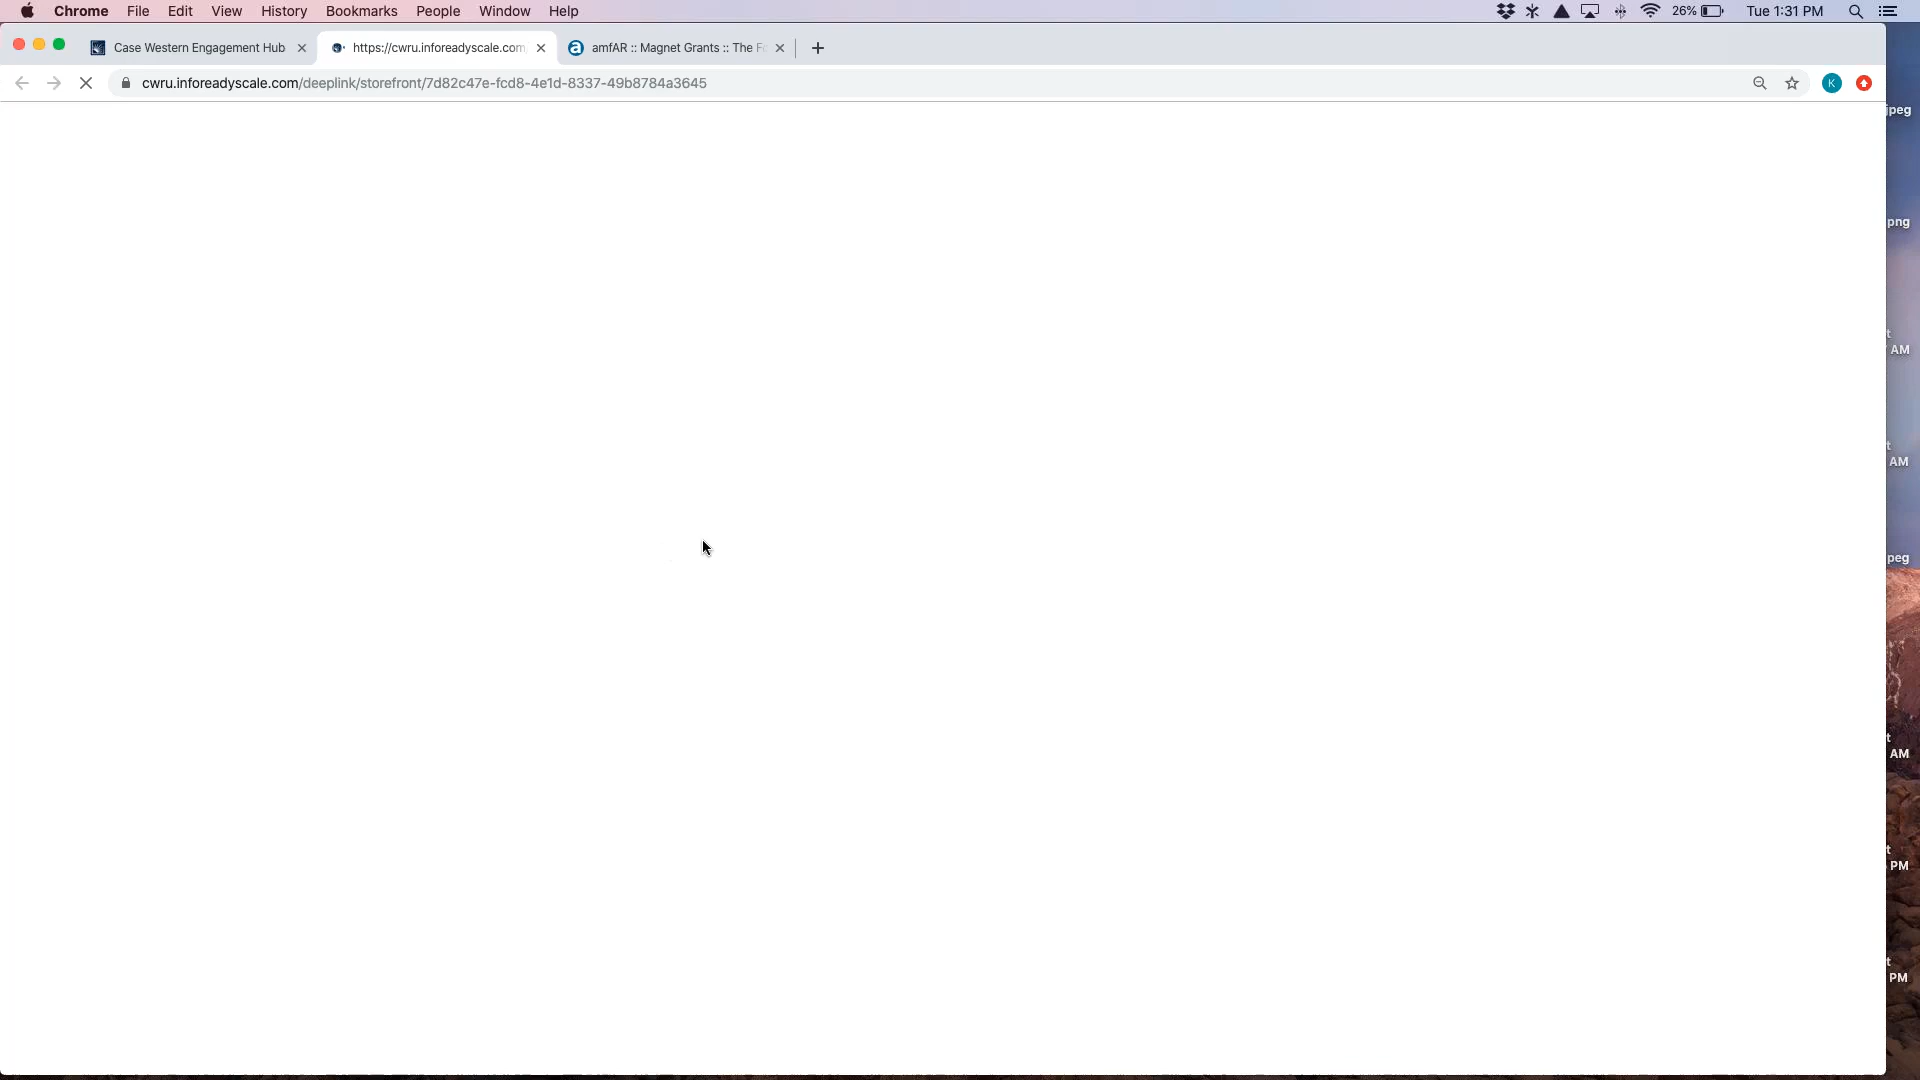 Chrome File Edit View History Bookmarks People Window Help 26% Tue 1:31 PM
Case Western Engagement Hub https://cwru.inforeadyscale.com amfAR :: Magnet Grants :: The F
cwru.inforeadyscale.com/deeplink/storefront/7d82c47e-fcd8-4e1d-8337-49b8784a3645 K
jpeg
png
t
AM
t
AM
peg
t
AM
t
PM
t
PM